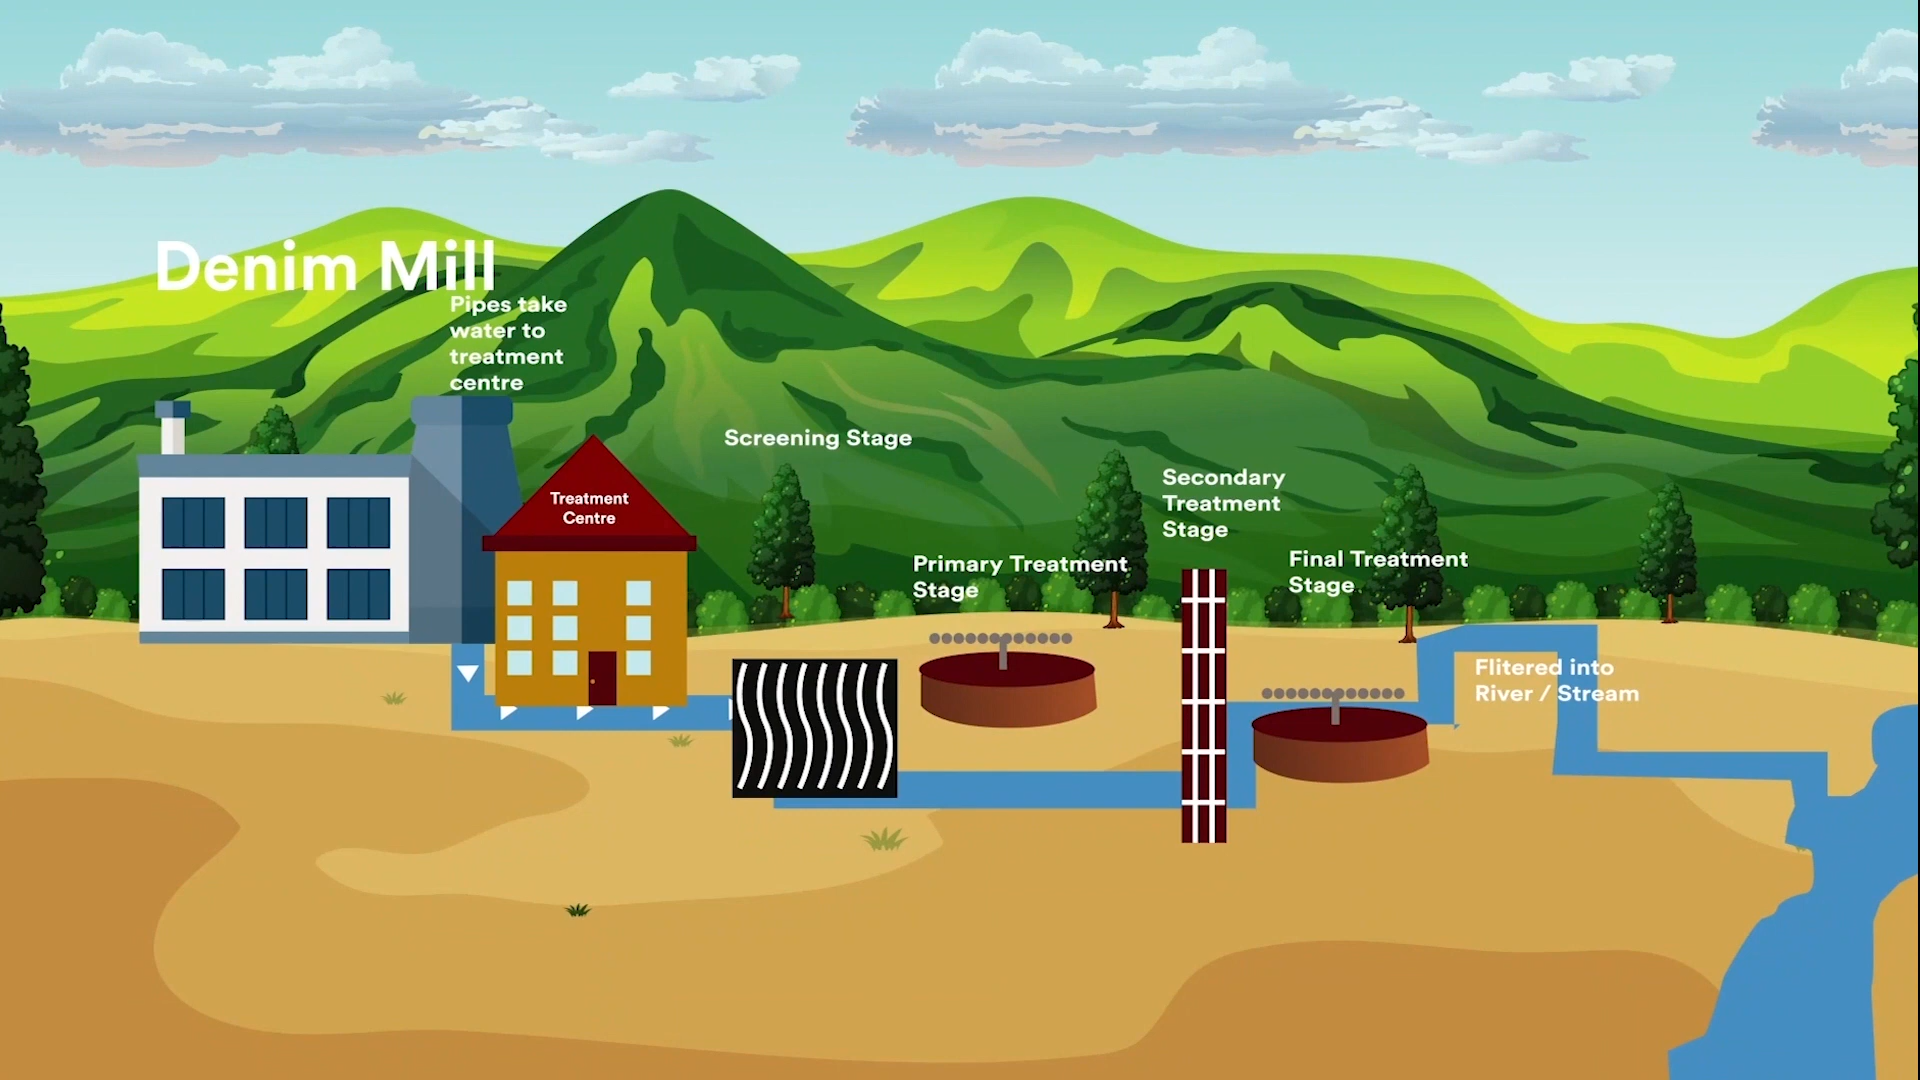 Denim Mill
Pipes take
water to
treatment
centre
Treatment
Centre
Screening Stage
Primary Treatment
Stage
Secondary
Treatment
Stage
Final Treatment
Stage
Flitered into
River / Stream